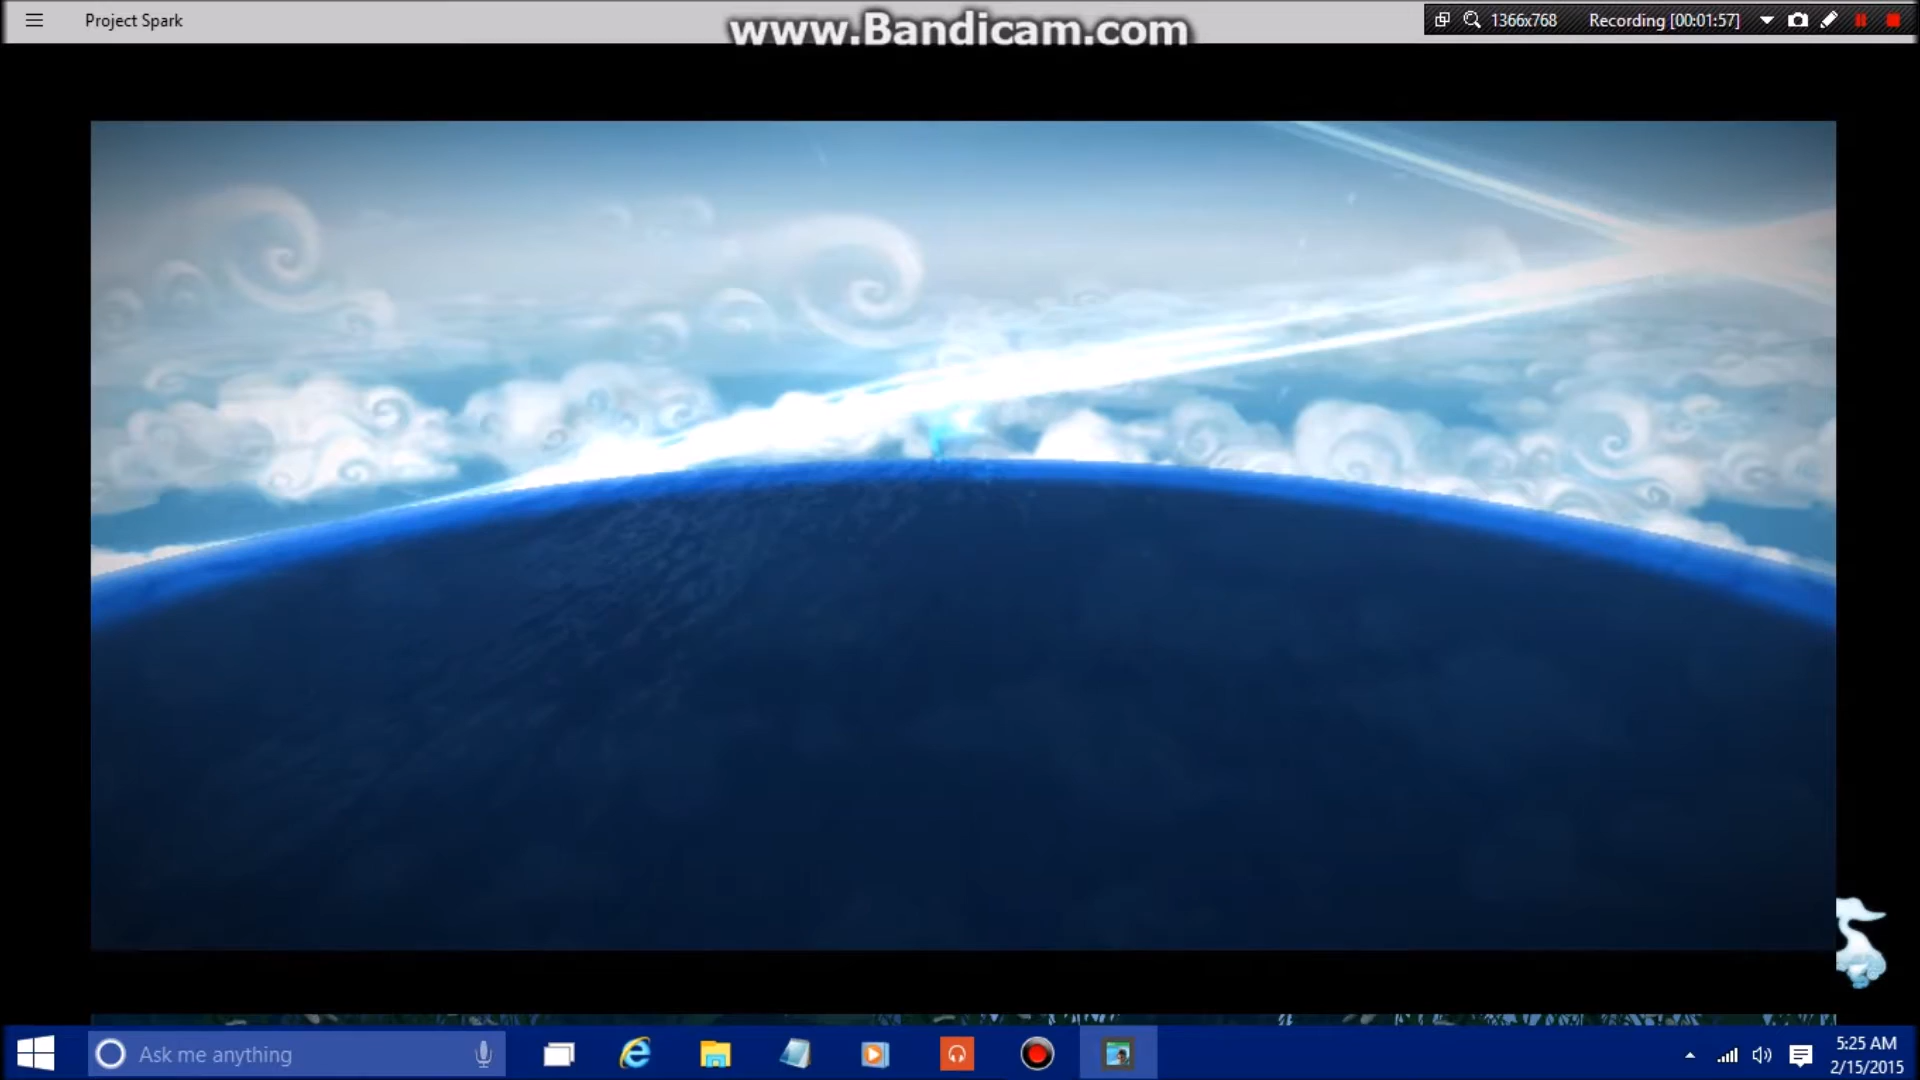 Project Spark
www.Bandicam.com
1366x768
Recording [00:01:57]
Ask me anything
5:25 AM
2/15/2015